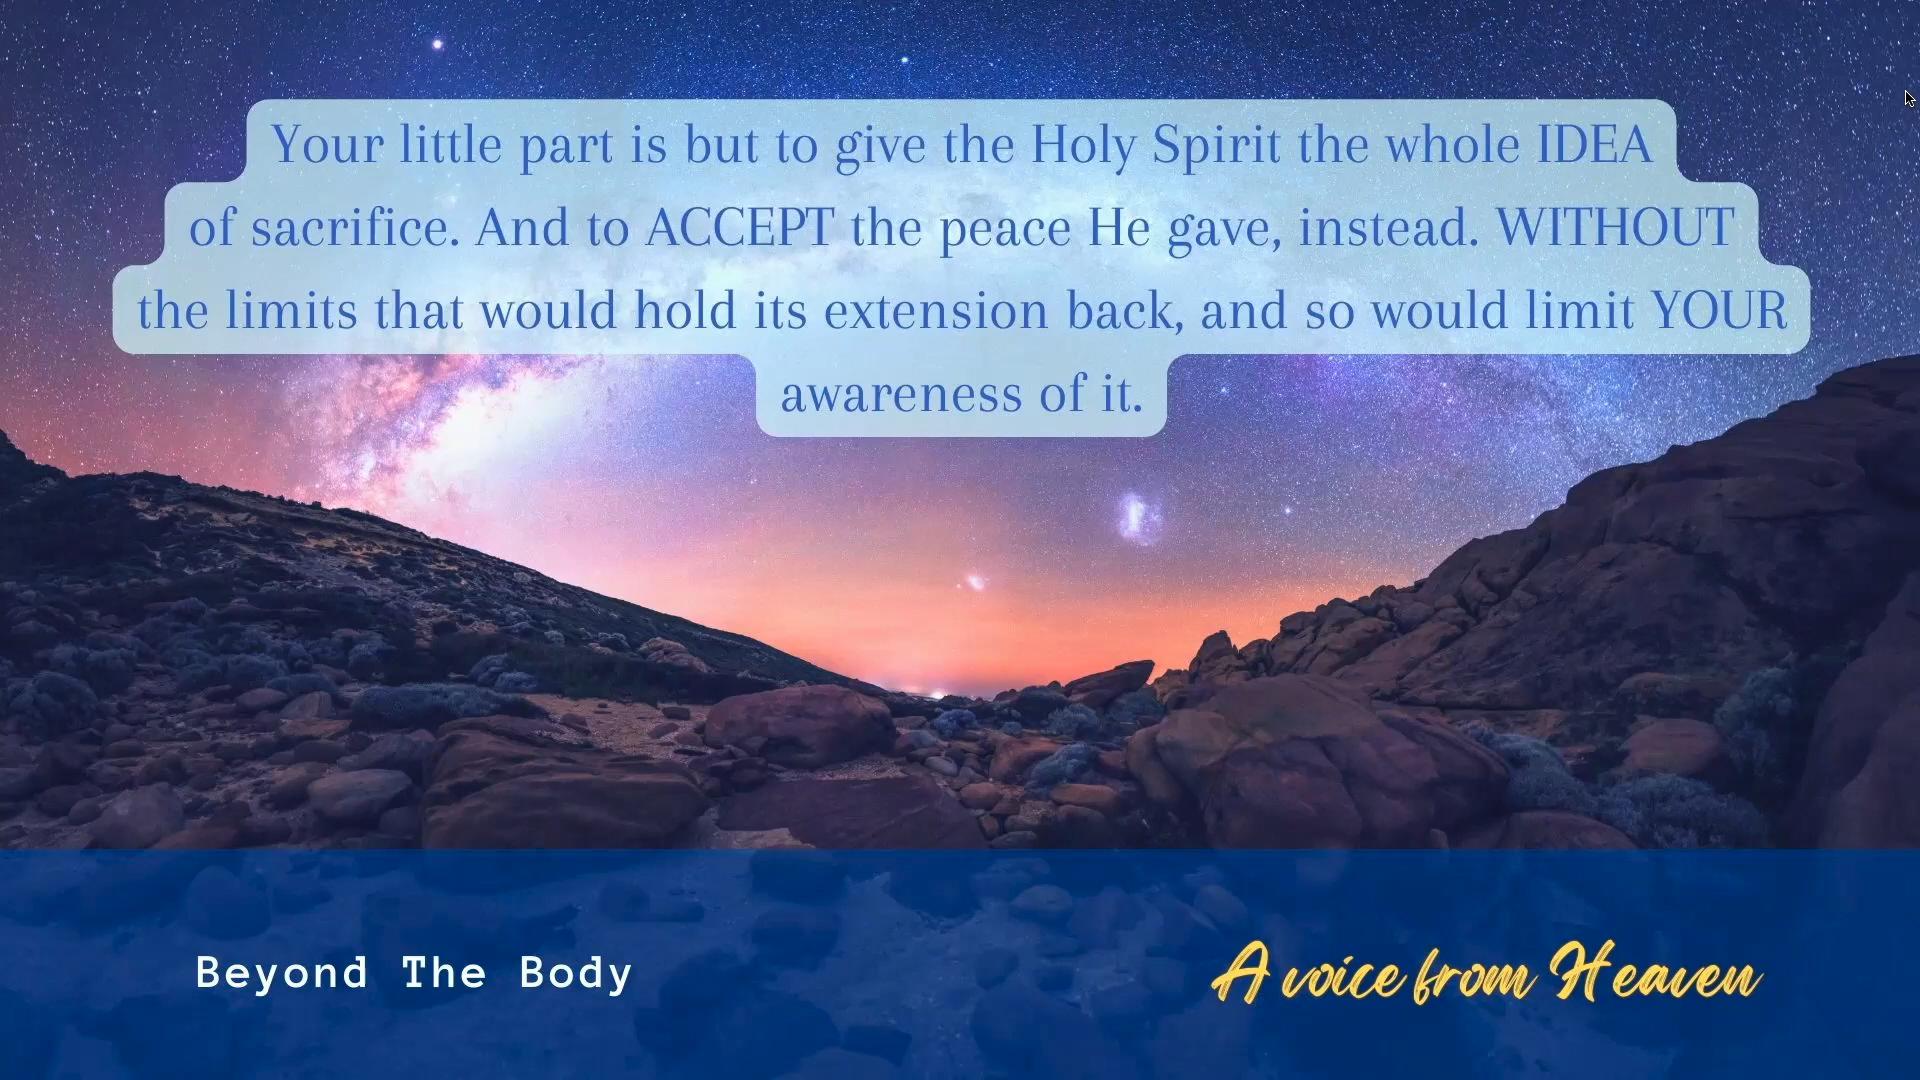 Your little part is but to give the Holy Spirit the whole IDEA
of sacrifice. And to ACCEPT the peace He gave, instead. WITHOUT
the limits that would hold its extension back, and so would limit YOUR
awareness of it.
Beyond The Body
A voice from Heaven